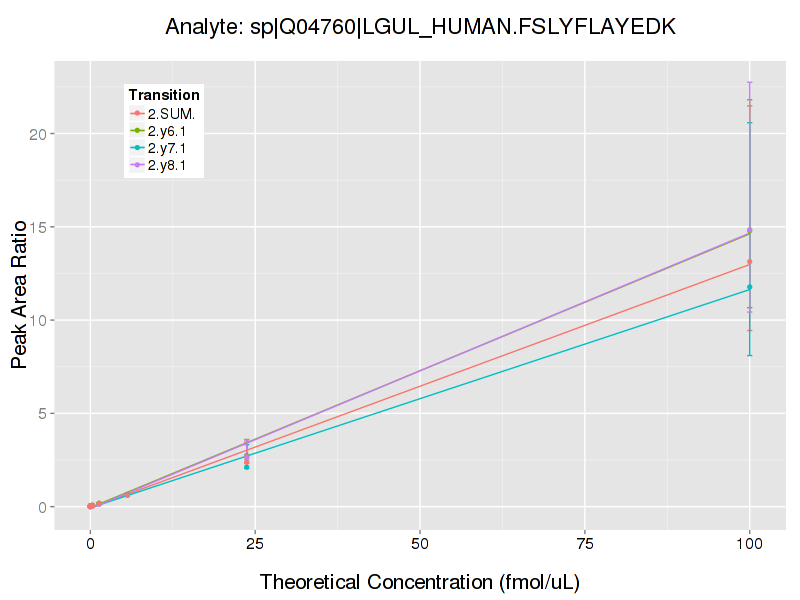 Analyte: sp|Q04760|LGUL_HUMAN.FSLYFLAYEDK
Transition
2.SUM.
2.y6.1
2.y7.1
2.y8.1
20
15
10
5
0
Peak Area Ratio
0 25 50 75 100
Theoretical Concentration (fmol/uL)